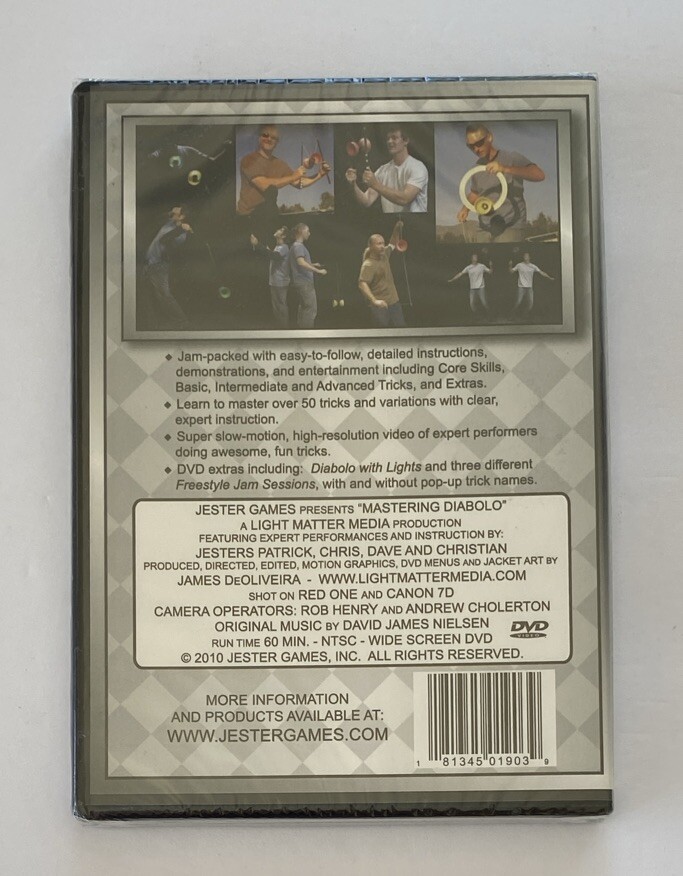 ◆ Jam-packed with easy-to-follow, detailed instructions,
demonstrations, and entertainment including Core Skills,
Basic, Intermediate and Advanced Tricks, and Extras.
◆ Learn to master over 50 tricks and variations with clear,
expert instruction.
◆ Super slow-motion, high-resolution video of expert performers
doing awesome, fun tricks.
◆ DVD extras including: Diabolo with Lights and three different
Freestyle Jam Sessions, with and without pop-up trick names.
JESTER GAMES PRESENTS "MASTERING DIABOLO"
A LIGHT MATTER MEDIA PRODUCTION
FEATURING EXPERT PERFORMANCES AND INSTRUCTION BY:
JESTERS PATRICK, CHRIS, DAVE AND CHRISTIAN
PRODUCED, DIRECTED, EDITED, MOTION GRAPHICS, DVD MENUS AND JACKET ART BY
JAMES DEOLIVEIRA - WWW.LIGHTMATTERMEDIA.COM
SHOT ON RED ONE AND CANON 7D
CAMERA OPERATORS: ROB HENRY AND ANDREW CHOLERTON
ORIGINAL MUSIC BY DAVID JAMES NIELSEN
RUN TIME 60 MIN. - NTSC - WIDE SCREEN DVD
DVD
VIDEO
© 2010 JESTER GAMES, INC. ALL RIGHTS RESERVED.
MORE INFORMATION
AND PRODUCTS AVAILABLE AT:
WWW.JESTERGAMES.COM
1 81345 01903 9